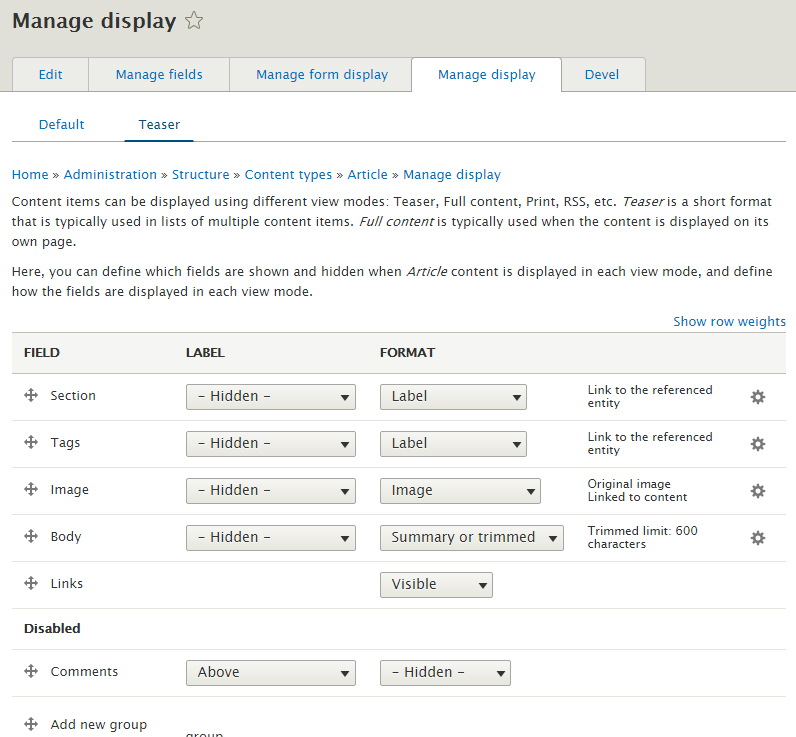 Manage display
Edit
Manage fields
Manage form display
Manage display
Devel
Default
Teaser
Home » Administration » Structure » Content types » Article » Manage display
Content items can be displayed using different view modes: Teaser, Full content, Print, RSS, etc. Teaser is a short format
that is typically used in lists of multiple content items. Full content is typically used when the content is displayed on its
own page.
Here, you can define which fields are shown and hidden when Article content is displayed in each view mode, and define
how the fields are displayed in each view mode.
Show row weights
FIELD LABEL FORMAT
Section
- Hidden -
Label
Link to the referenced
entity
Tags
- Hidden -
Label
Link to the referenced
entity
Image
- Hidden -
Image
Original image
Linked to content
Body
- Hidden -
Summary or trimmed
Trimmed limit: 600
characters
Links
Visible
Disabled
Comments
Above
- Hidden -
Add new group
group